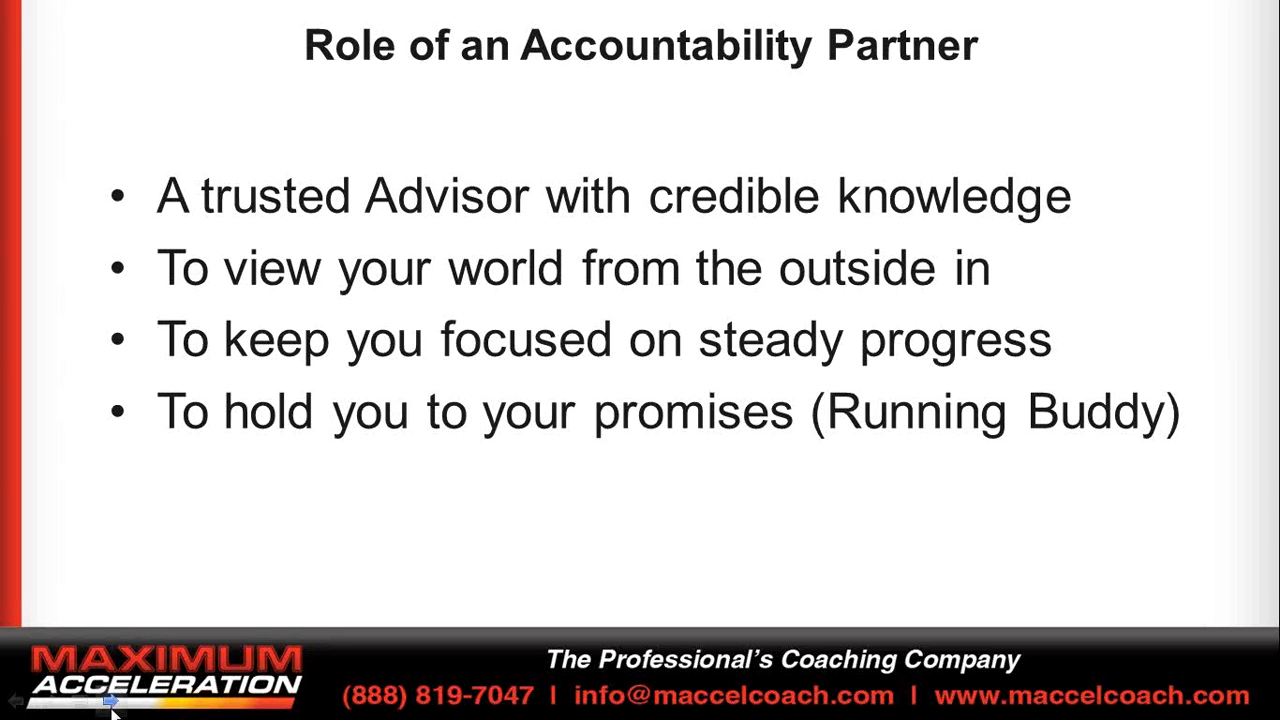 Role of an Accountability Partner
• A trusted Advisor with credible knowledge
• To view your world from the outside in
• To keep you focused on steady progress
• To hold you to your promises (Running Buddy)
MAXIMUM
ACCELERATION
The Professional's Coaching Company
(888) 819-7047 | info@maccelcoach.com | www.maccelcoach.com